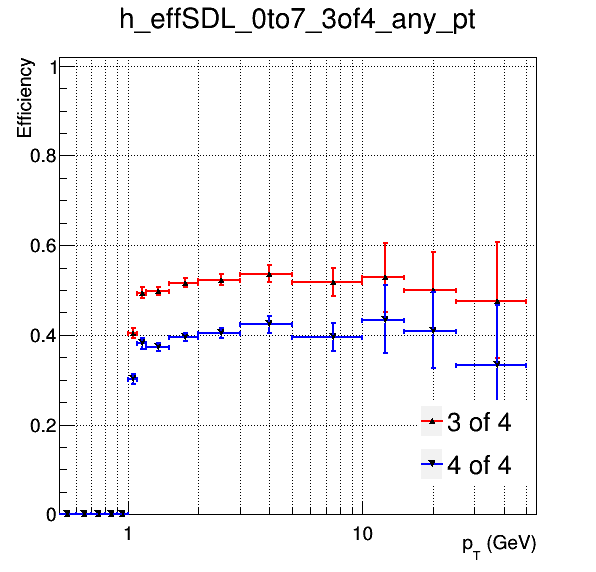 h_effSDL_0to7_3of4_any_pt
Efficiency
1
0.8
0.6
0.4
0.2
0
3 of 4
4 of 4
1
10
p_T (GeV)